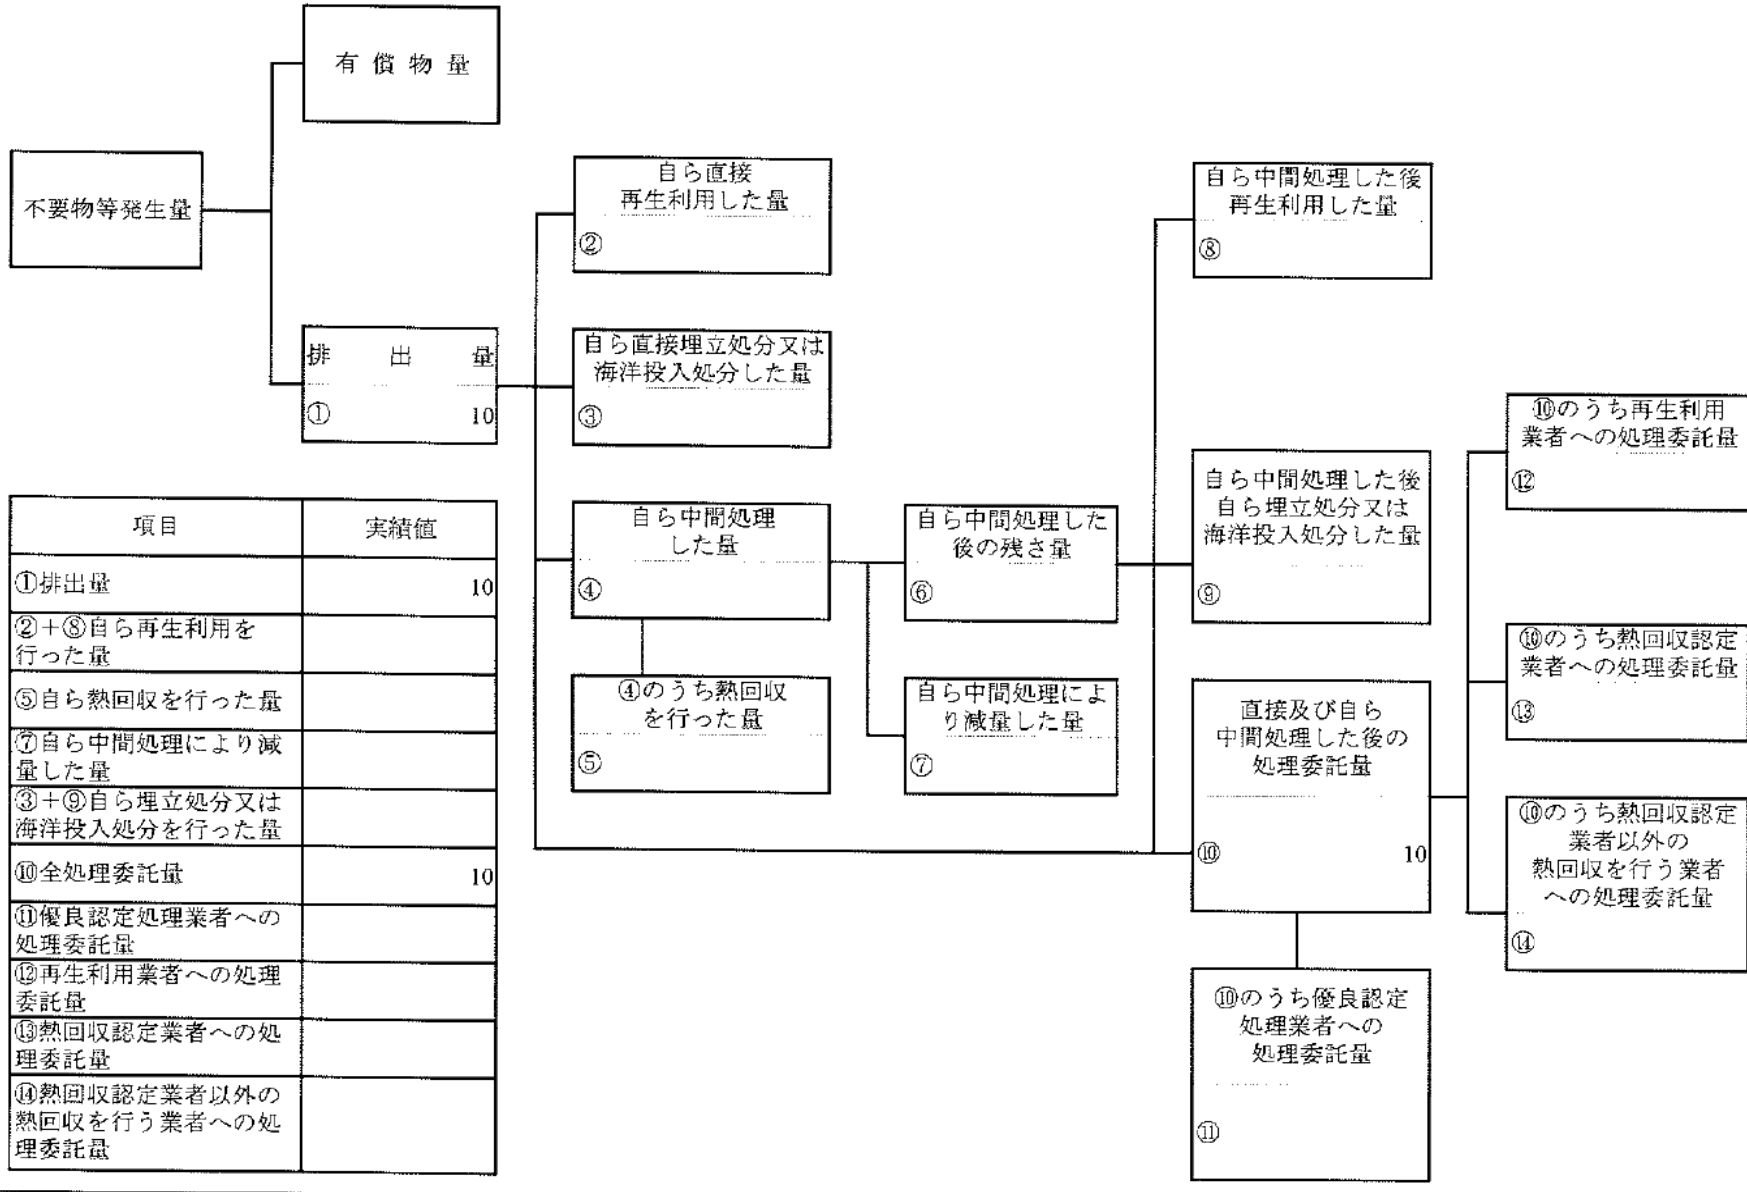 有償物量
不要物等発生量
排出量
① 10
自ら直接
再生利用した量
②
自ら直接埋立処分又は
海洋投入処分した量
③
自ら中間処理
した量
④
④のうち熱回収
を行った量
⑤
自ら中間処理した
後の残さ量
⑥
自ら中間処理によ
り減量した量
⑦
自ら中間処理した後
再生利用した量
⑧
自ら中間処理した後
自ら埋立処分又は
海洋投入処分した量
⑨
直接及び自ら
中間処理した後の
処理委託量
⑩ 10
⑩のうち優良認定
処理業者への
処理委託量
⑪
⑩のうち再生利用
業者への処理委託量
⑫
⑩のうち熱回収認定
業者への処理委託量
⑬
⑩のうち熱回収認定
業者以外の
熱回収を行う業者
への処理委託量
⑭
項目 実績値
①排出量 10
②+⑧自ら再生利用を
行った量
⑤自ら熱回収を行った量
⑦自ら中間処理により減
量した量
③+⑨自ら埋立処分又は
海洋投入処分を行った量
⑩全処理委託量 10
⑪優良認定処理業者への
処理委託量
⑫再生利用業者への処理
委託量
⑬熱回収認定業者への処
理委託量
⑭熱回収認定業者以外の
熱回収を行う業者への処
理委託量